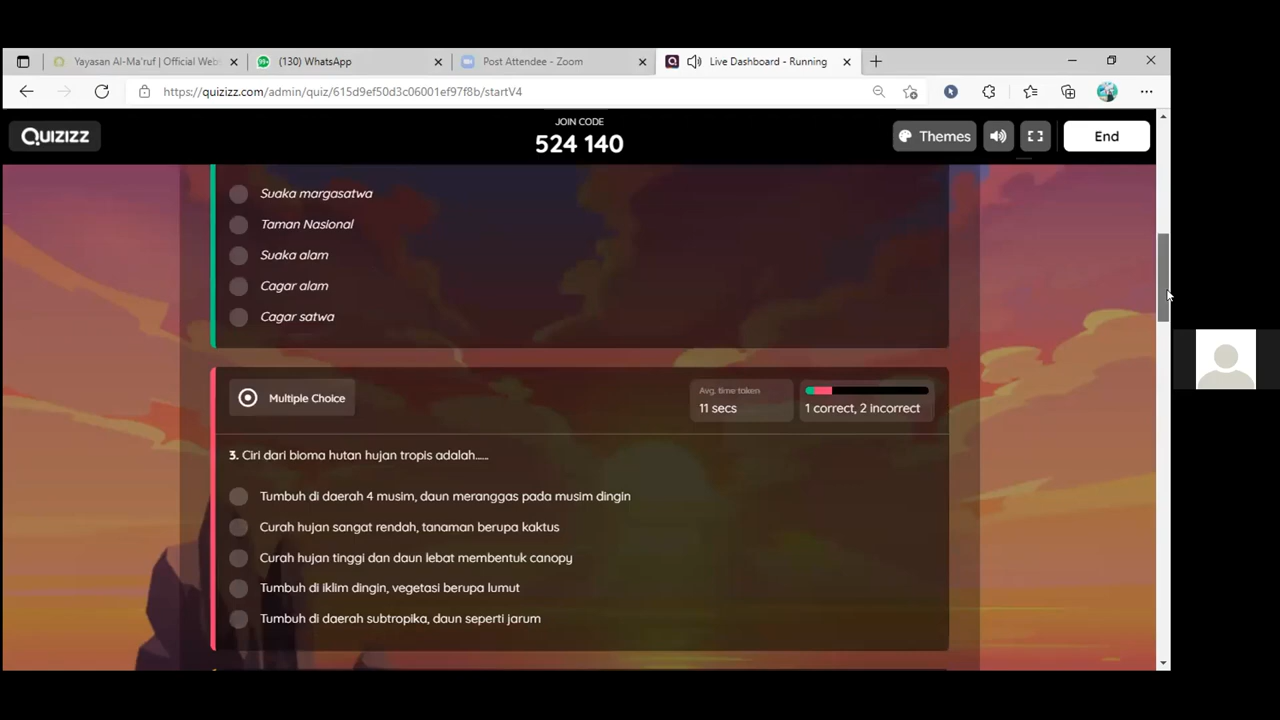 Yayasan Al-Ma'ruf | Official Web
99+
(130) WhatsApp
Post Attendee - Zoom
Live Dashboard - Running
https://quizizz.com/admin/quiz/615d9ef50d3c06001ef97f8b/startV4
QUIZIZZ
JOIN CODE
524 140
Themes
End
Suaka margasatwa
Taman Nasional
Suaka alam
Cagar alam
Cagar satwa
Multiple Choice
Avg. time taken
11 secs
1 correct, 2 incorrect
3. Ciri dari bioma hutan hujan tropis adalah......
Tumbuh di daerah 4 musim, daun meranggas pada musim dingin
Curah hujan sangat rendah, tanaman berupa kaktus
Curah hujan tinggi dan daun lebat membentuk canopy
Tumbuh di iklim dingin, vegetasi berupa lumut
Tumbuh di daerah subtropika, daun seperti jarum